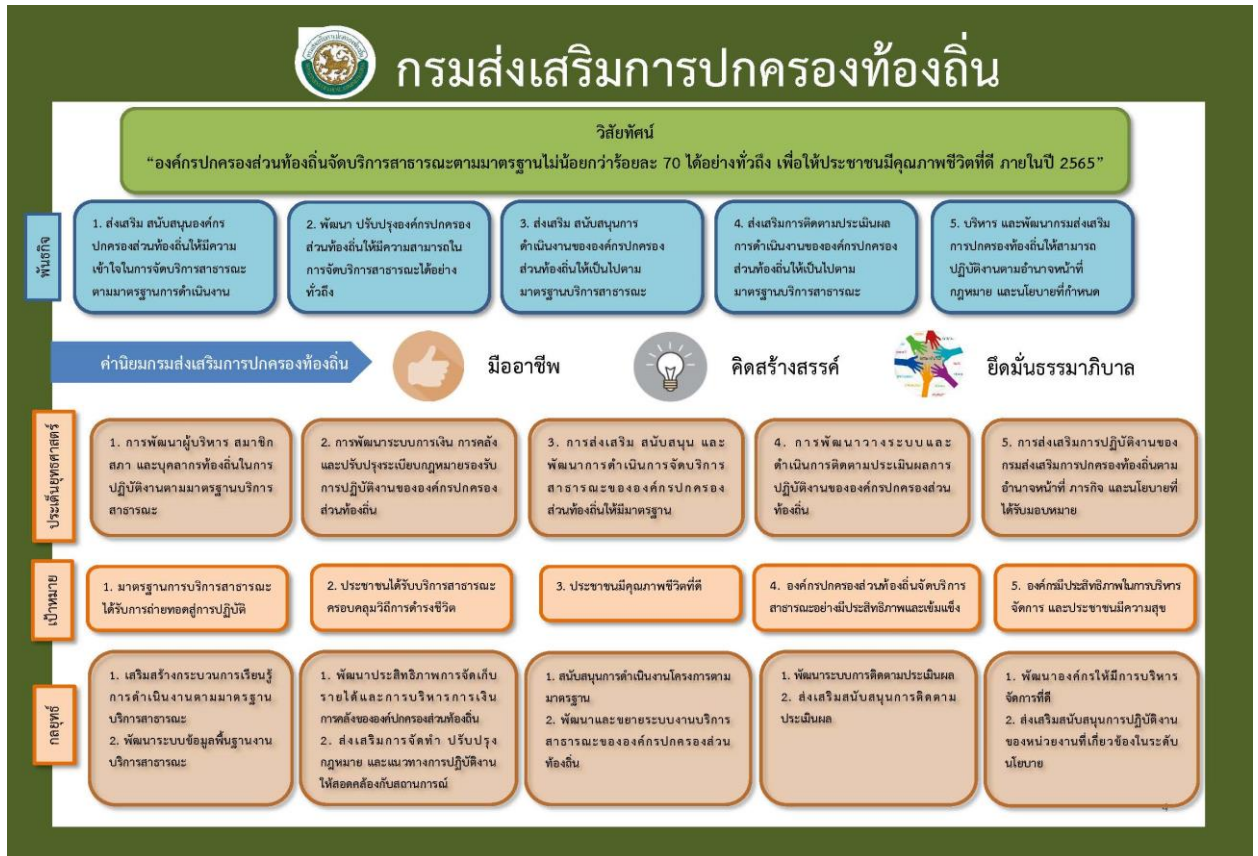 กรมส่งเสริมการปกครองท้องถิ่น
วิสัยทัศน์
“องค์กรปกครองส่วนท้องถิ่นจัดบริการสาธารณะตามมาตรฐานไม่น้อยกว่าร้อยละ 70 ได้อย่างทั่วถึง เพื่อให้ประชาชนมีคุณภาพชีวิตที่ดี ภายในปี 2565”
พันธกิจ
1. ส่งเสริม สนับสนุนองค์กร
ปกครองส่วนท้องถิ่นให้มีความ
เข้าใจในการจัดบริการสาธารณะ
ตามมาตรฐานการดำเนินงาน
2. พัฒนา ปรับปรุงองค์กรปกครอง
ส่วนท้องถิ่นให้มีความสามารถใน
การจัดบริการสาธารณะได้อย่าง
ทั่วถึง
3. ส่งเสริม สนับสนุนการ
ดำเนินงานขององค์กรปกครอง
ส่วนท้องถิ่นให้เป็นไปตาม
มาตรฐานบริการสาธารณะ
4. ส่งเสริมการติดตามประเมินผล
การดำเนินงานขององค์กรปกครอง
ส่วนท้องถิ่นให้เป็นไปตาม
มาตรฐานบริการสาธารณะ
5. บริหาร และพัฒนากรมส่งเสริม
การปกครองท้องถิ่นให้สามารถ
ปฏิบัติงานตามอำนาจหน้าที่
กฎหมาย และนโยบายที่กำหนด
ค่านิยมกรมส่งเสริมการปกครองท้องถิ่น
มืออาชีพ
คิดสร้างสรรค์
ยึดมั่นธรรมาภิบาล
ประเด็นยุทธศาสตร์
1. การพัฒนาผู้บริหาร สมาชิก
สภา และบุคลากรท้องถิ่นในการ
ปฏิบัติงานตามมาตรฐานบริการ
สาธารณะ
2. การพัฒนาระบบการเงิน การคลัง
และปรับปรุงระเบียบกฎหมายรองรับ
การปฏิบัติงานขององค์กรปกครอง
ส่วนท้องถิ่น
3. การส่งเสริม สนับสนุน และ
พัฒนาการดำเนินการจัดบริการ
สาธารณะขององค์กรปกครอง
ส่วนท้องถิ่นให้มีมาตรฐาน
4. การพัฒนาวางระบบและ
ดำเนินการติดตามประเมินผลการ
ปฏิบัติงานขององค์กรปกครองส่วน
ท้องถิ่น
5. การส่งเสริมการปฏิบัติงานของ
กรมส่งเสริมการปกครองท้องถิ่นตาม
อำนาจหน้าที่ ภารกิจ และนโยบายที่
ได้รับมอบหมาย
เป้าหมาย
1. มาตรฐานการบริการสาธารณะ
ได้รับการถ่ายทอดสู่การปฏิบัติ
2. ประชาชนได้รับบริการสาธารณะ
ครอบคลุมวิถีการดำรงชีวิต
3. ประชาชนมีคุณภาพชีวิตที่ดี
4. องค์กรปกครองส่วนท้องถิ่นจัดบริการ
สาธารณะอย่างมีประสิทธิภาพและเข้มแข็ง
5. องค์กรมีประสิทธิภาพในการบริหาร
จัดการ และประชาชนมีความสุข
กลยุทธ์
1. เสริมสร้างกระบวนการเรียนรู้
การดำเนินงานตามมาตรฐาน
บริการสาธารณะ
2. พัฒนาระบบข้อมูลพื้นฐานงาน
บริการสาธารณะ
1. พัฒนาประสิทธิภาพการจัดเก็บ
รายได้และการบริหารการเงิน
การคลังขององค์ปกครองส่วนท้องถิ่น
2. ส่งเสริมการจัดทำ ปรับปรุง
กฎหมาย และแนวทางการปฏิบัติงาน
ให้สอดคล้องกับสถานการณ์
1. สนับสนุนการดำเนินงานโครงการตาม
มาตรฐาน
2. พัฒนาและขยายระบบงานบริการ
สาธารณะขององค์กรปกครองส่วน
ท้องถิ่น
1. พัฒนาระบบการติดตามประเมินผล
2. ส่งเสริมสนับสนุนการติดตาม
ประเมินผล
1. พัฒนาองค์กรให้มีการบริหาร
จัดการที่ดี
2. ส่งเสริมสนับสนุนการปฏิบัติงาน
ของหน่วยงานที่เกี่ยวข้องในระดับ
นโยบาย
4